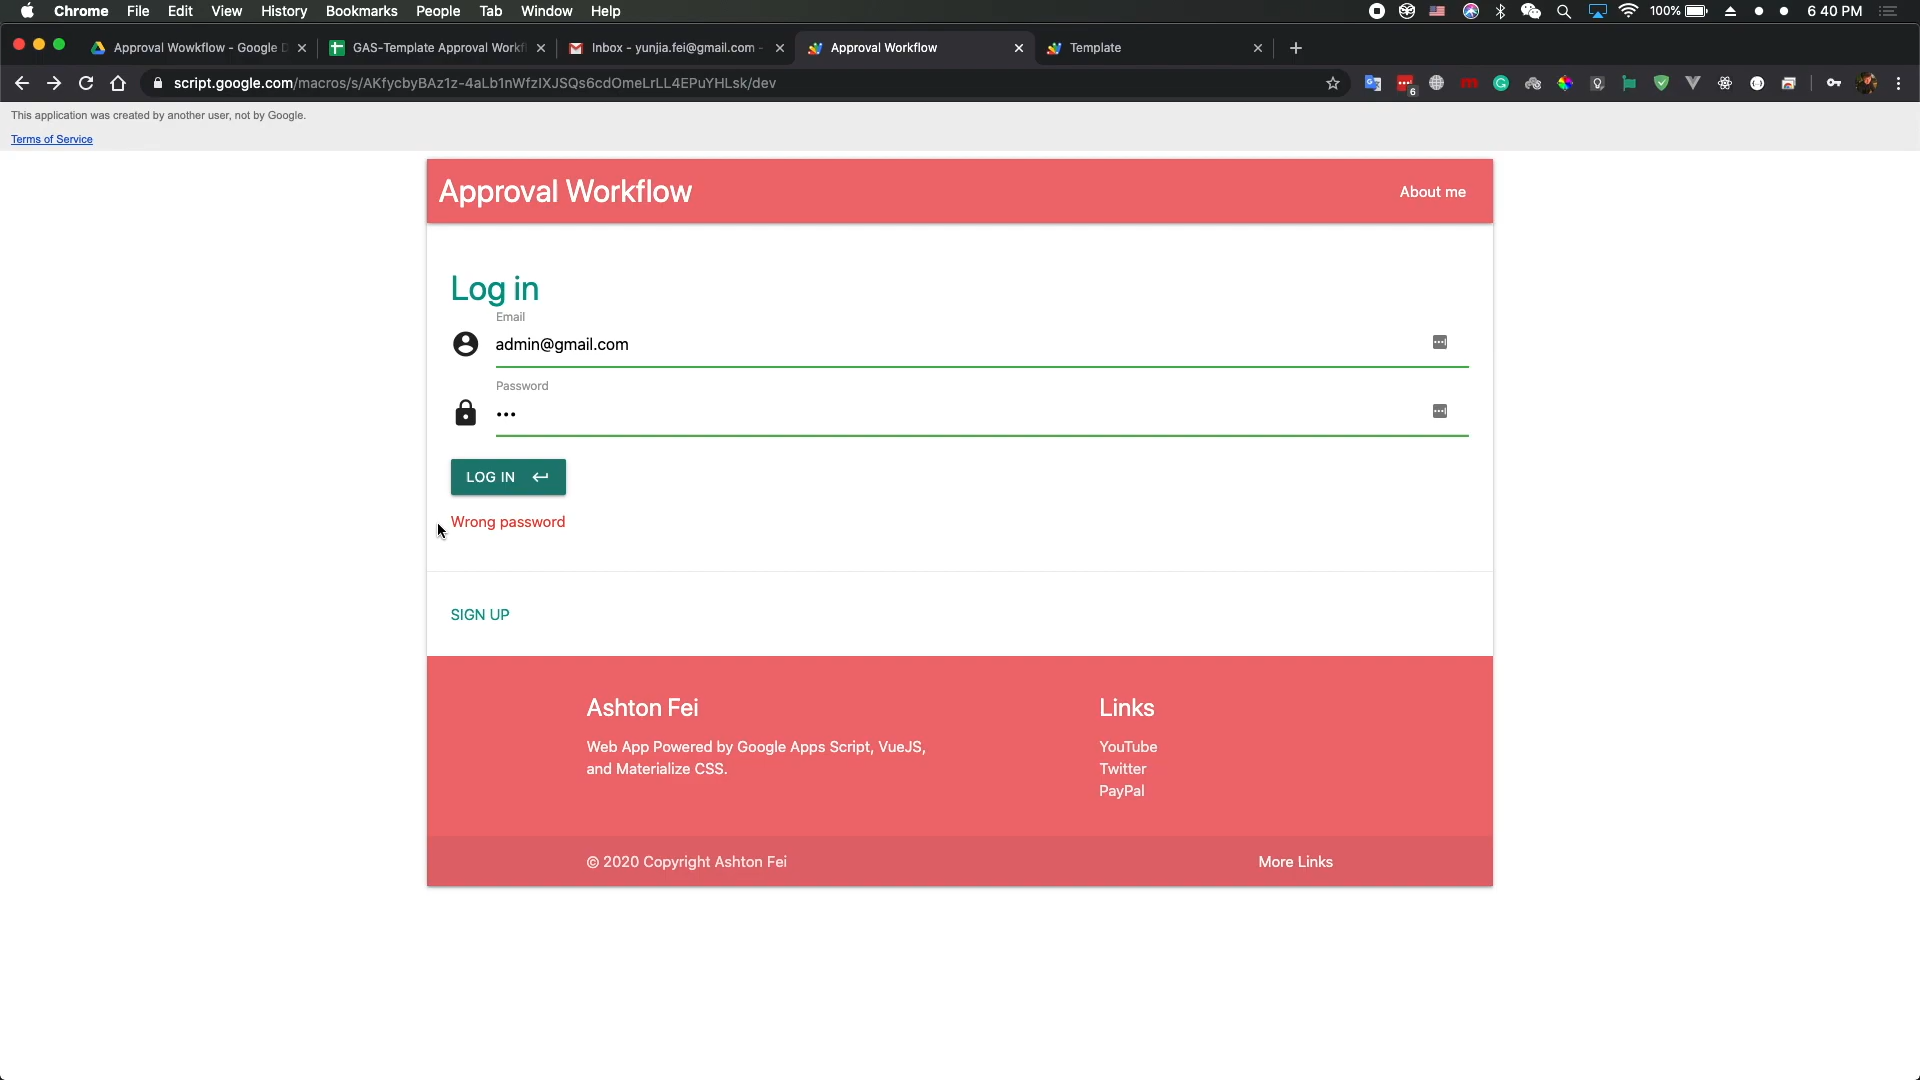 Chrome File Edit View History Bookmarks People Tab Window Help 100% 6 40 PM
Approval Wowkflow - Google D GAS-Template Approval Workf Inbox - yunjia.fei@gmail.com - Approval Workflow Template
script.google.com/macros/s/AKfycbyBAz1z-4aLb1nWfzIXJSQs6cdOmeLrLL4EPuYHLsk/dev
6
This application was created by another user, not by Google.
Terms of Service
Approval Workflow About me
Log in
Email
admin@gmail.com
Password
•••
LOG IN
Wrong password
SIGN UP
Ashton Fei
Web App Powered by Google Apps Script, VueJS,
and Materialize CSS.
Links
YouTube
Twitter
PayPal
© 2020 Copyright Ashton Fei More Links